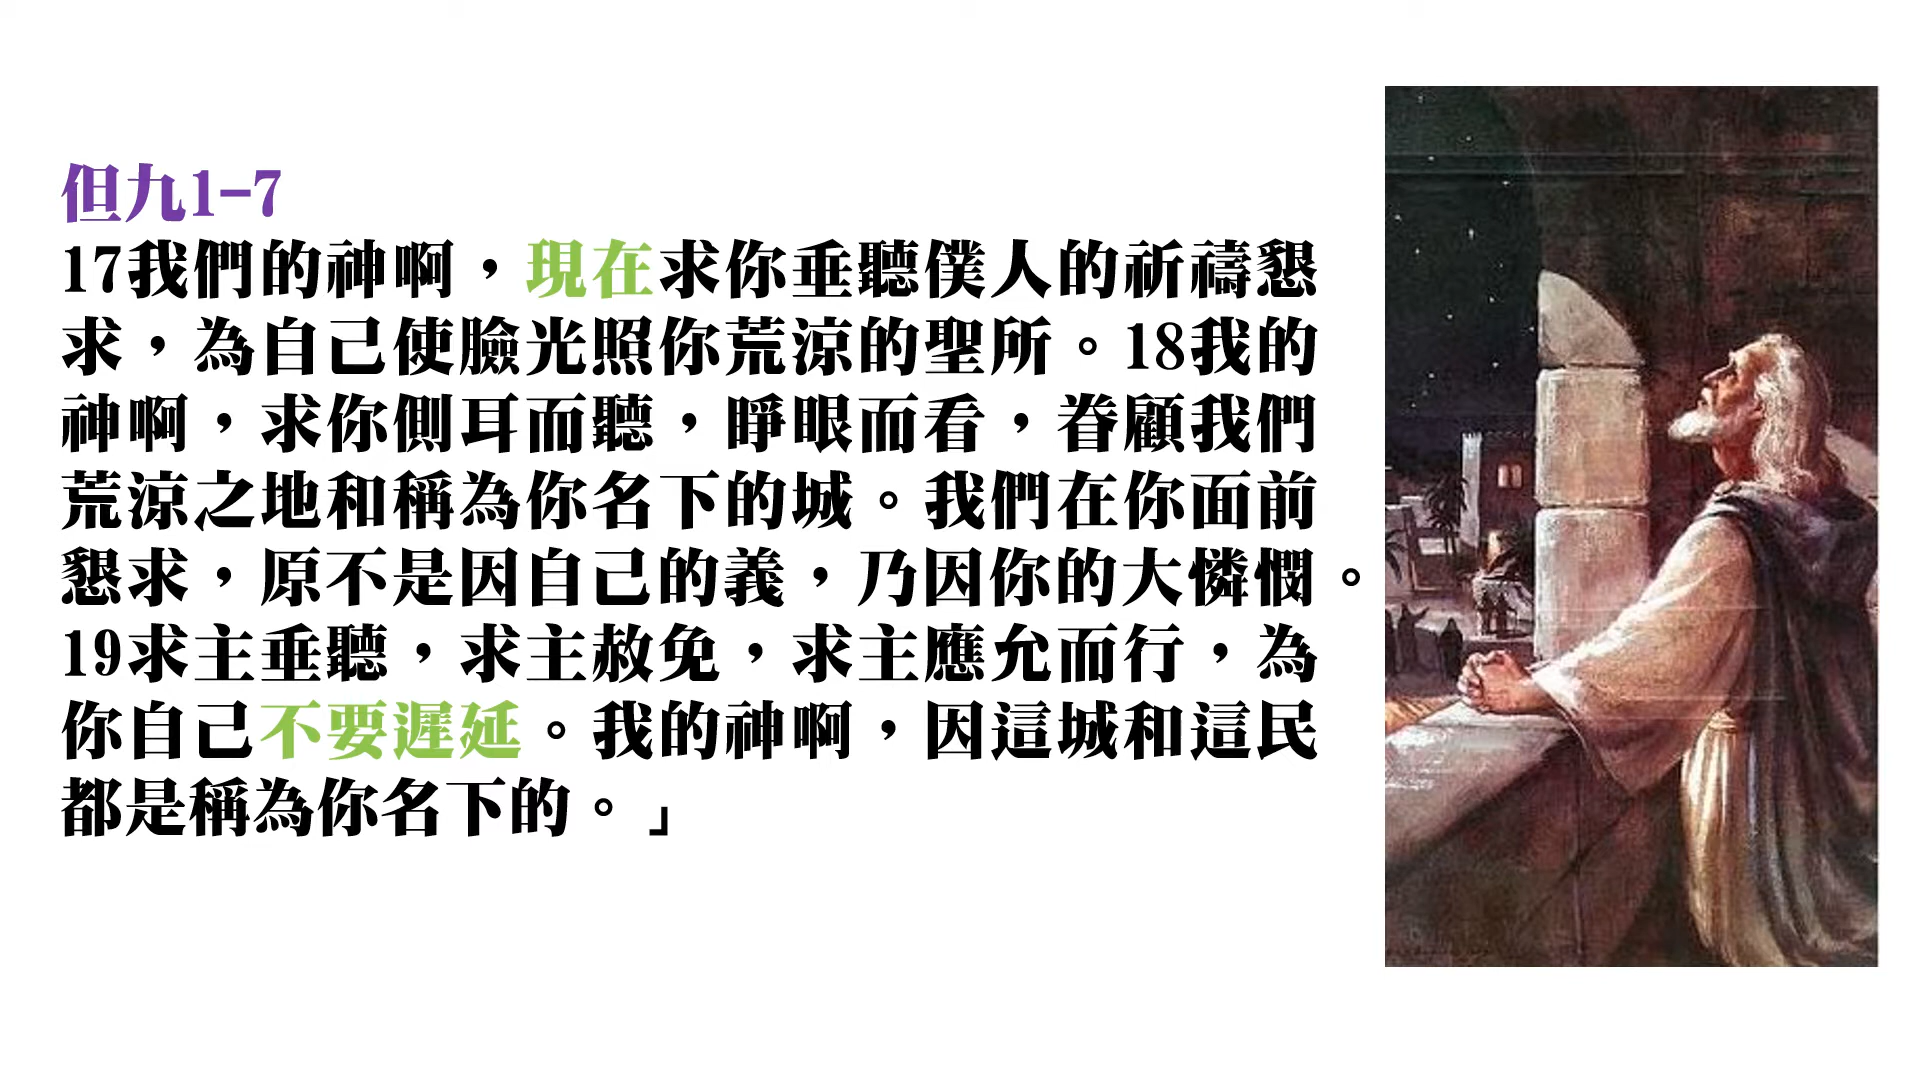 但九1-7
17我們的神啊，現在求你垂聽僕人的祈禱懇
求，為自己使臉光照你荒涼的聖所。18我的
神啊，求你側耳而聽，睜眼而看，眷顧我們
荒涼之地和稱為你名下的城。我們在你面前
懇求，原不是因自己的義，乃因你的大憐憫。
19求主垂聽，求主赦免，求主應允而行，為
你自己不要遲延。我的神啊，因這城和這民
都是稱為你名下的。」